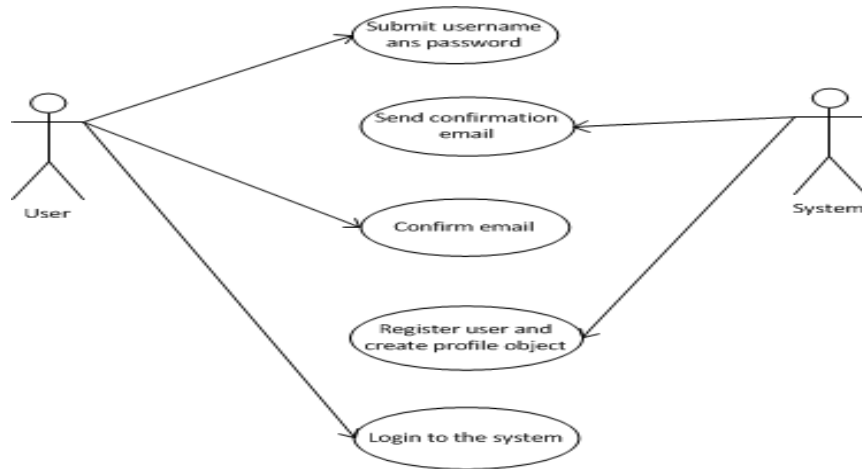 Submit username
ans password
Send confirmation
email
User
System
Confirm email
Register user and
create profile object
Login to the system